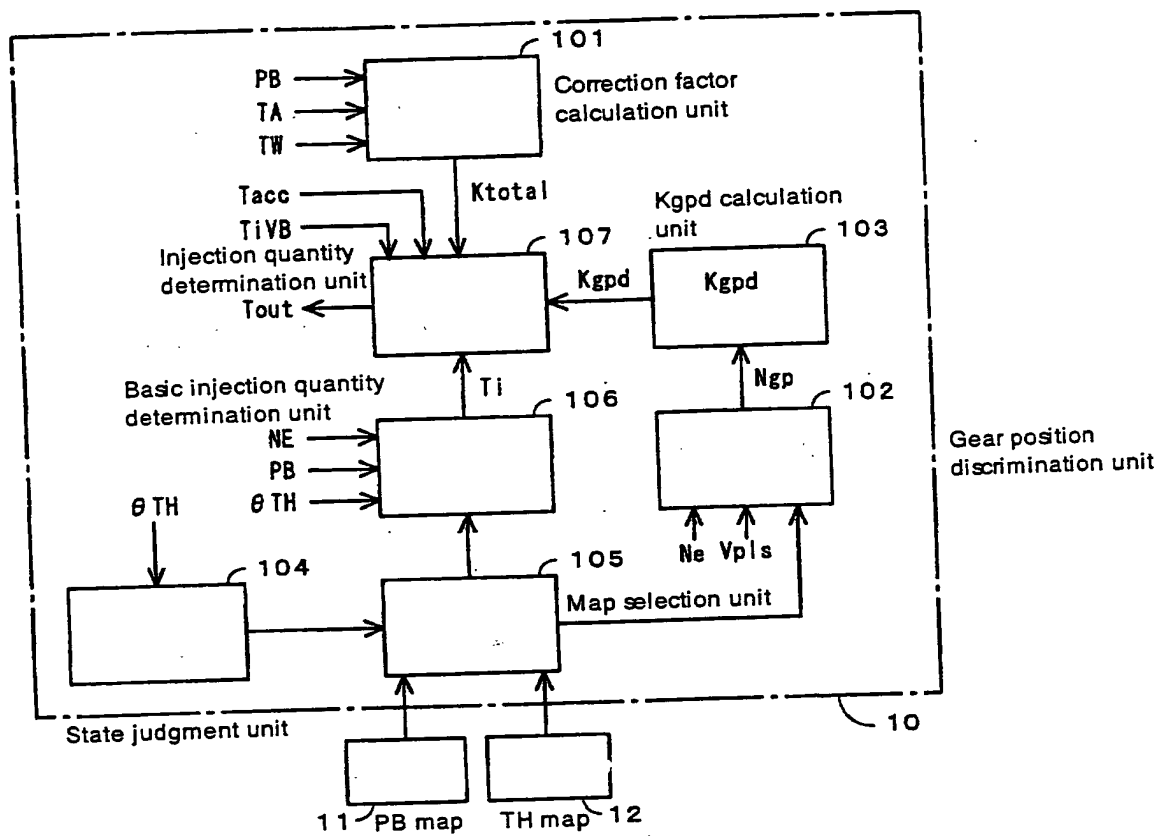 101
PB
TA
TW
Correction factor
calculation unit
Tacc
TiVB
Ktotal
Kgpd calculation
unit
Injection quantity
determination unit
107
103
Tout
Kgpd
Kgpd
Ti
Ngp
Basic injection quantity
determination unit
106
102
NE
PB
θTH
Gear position
discrimination unit
θTH
Ne Vpls
104
105
Map selection unit
State judgment unit
10
11 PB map
TH map 12